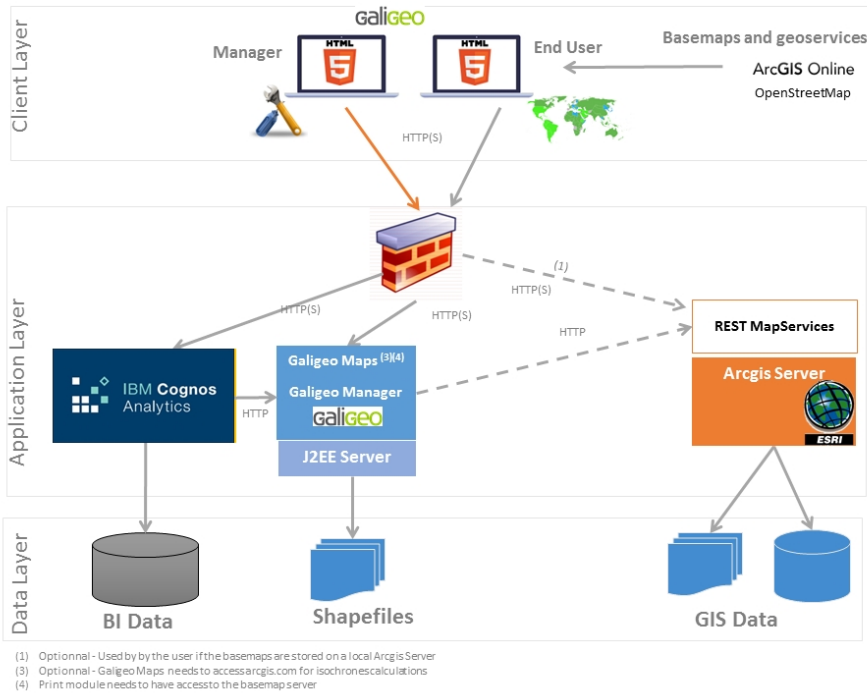 Client Layer
GALIGEO
Manager
HTML
5
HTML
5
End User
Basemaps and geoservices
ArcGIS Online
OpenStreetMap
HTTP(S)
Application Layer
(1)
HTTP(S)
HTTP(S)
HTTP(S)
HTTP
REST MapServices
Galigeo Maps (3)(4)
Galigeo Manager
GALIGEO
J2EE Server
IBM Cognos
Analytics
HTTP
Arcgis Server
ESRI
Data Layer
BI Data
Shapefiles
GIS Data
(1) Optionnal - Used by by the user if the basemaps are stored on a local Arcgis Server
(3) Optionnal - Galigeo Maps needs to access arcgis.com for isochrones calculations
(4) Print module needs to have access to the basemap server